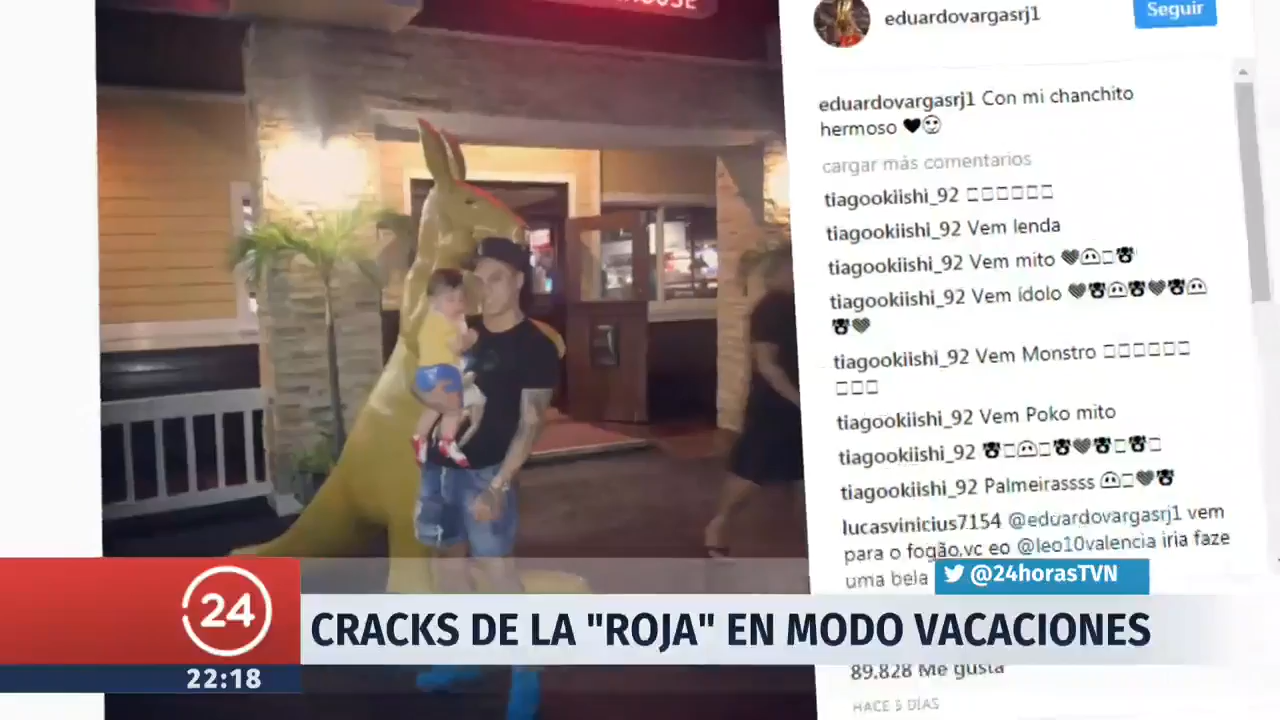 eduardovargasrj1
Seguir
eduardovargasrj1 Con mi chanchito
hermoso
cargar más comentarios
tiagookiishi_92
tiagookiishi_92 Vem lenda
tiagookiishi_92 Vem mito
tiagookiishi_92 Vem ídolo
tiagookiishi_92 Vem Monstro
tiagookiishi_92 Vem Poko mito
tiagookiishi_92
tiagookiishi_92 Palmeirassss
lucasvinicius7154 @eduardovargasrj1 vem
para o fogão,vc eo @leo10valencia iria faze
uma bela
@24horasTVN
24
CRACKS DE LA "ROJA" EN MODO VACACIONES
22:18
89.828 Me gusta
HACE 5 DÍAS